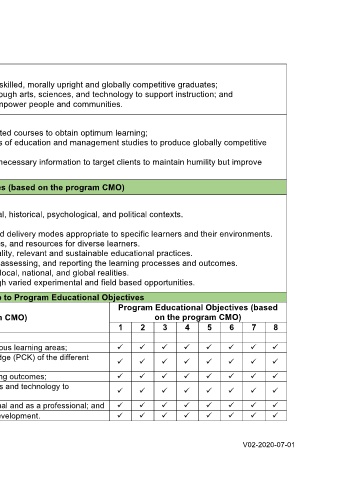 skilled, morally upright and globally competitive graduates;
ough arts, sciences, and technology to support instruction; and
mpower people and communities.
ted courses to obtain optimum learning;
s of education and management studies to produce globally competitive
necessary information to target clients to maintain humility but improve
es (based on the program CMO)
al, historical, psychological, and political contexts.
d delivery modes appropriate to specific learners and their environments.
s, and resources for diverse learners.
ality, relevant and sustainable educational practices.
assessing, and reporting the learning processes and outcomes.
local, national, and global realities.
gh varied experimental and field based opportunities.
p to Program Educational Objectives
m CMO) Program Educational Objectives (based on the program CMO)
1 2 3 4 5 6 7 8
ous learning areas; ✓ ✓ ✓ ✓ ✓ ✓ ✓ ✓
dge (PCK) of the different ✓ ✓ ✓ ✓ ✓ ✓ ✓ ✓
ng outcomes; ✓ ✓ ✓ ✓ ✓ ✓ ✓ ✓
s and technology to ✓ ✓ ✓ ✓ ✓ ✓ ✓ ✓
nal and as a professional; and ✓ ✓ ✓ ✓ ✓ ✓ ✓ ✓
evelopment. ✓ ✓ ✓ ✓ ✓ ✓ ✓ ✓
V02-2020-07-01